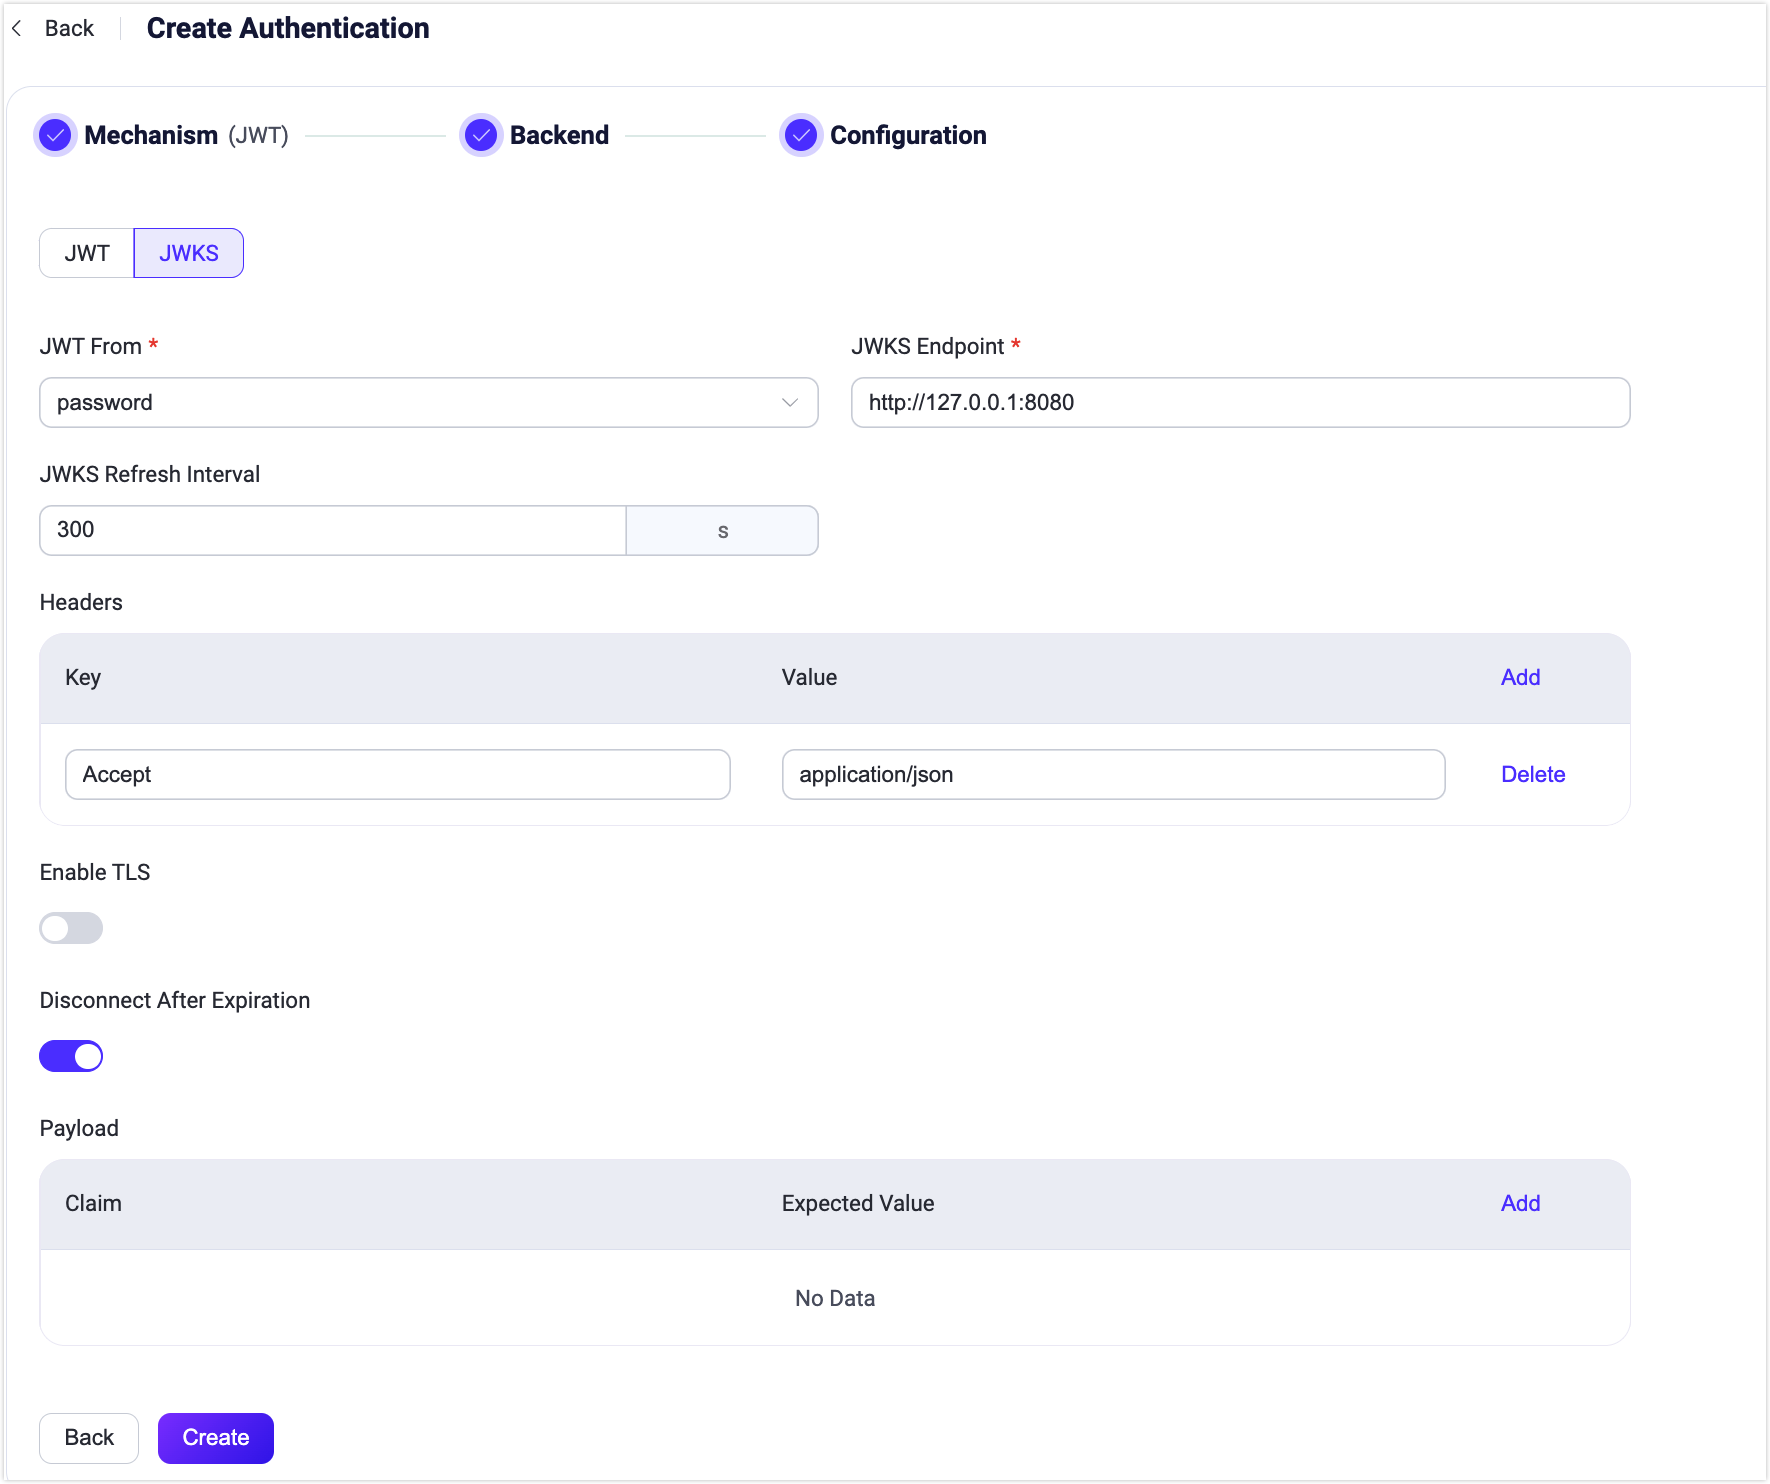 Back Create Authentication
Mechanism (JWT) Backend Configuration
JWT JWKS
JWT From * JWKS Endpoint *
password http://127.0.0.1:8080
JWKS Refresh Interval
300 s
Headers
Key Value Add
Accept application/json Delete
Enable TLS
Disconnect After Expiration
Payload
Claim Expected Value Add
No Data
Back Create